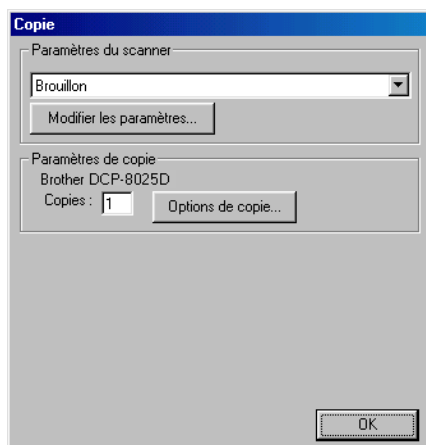 Copie
Paramètres du scanner
Brouillon
Modifier les paramètres...
Paramètres de copie
Brother DCP-8025D
Copies : 1 Options de copie...
OK